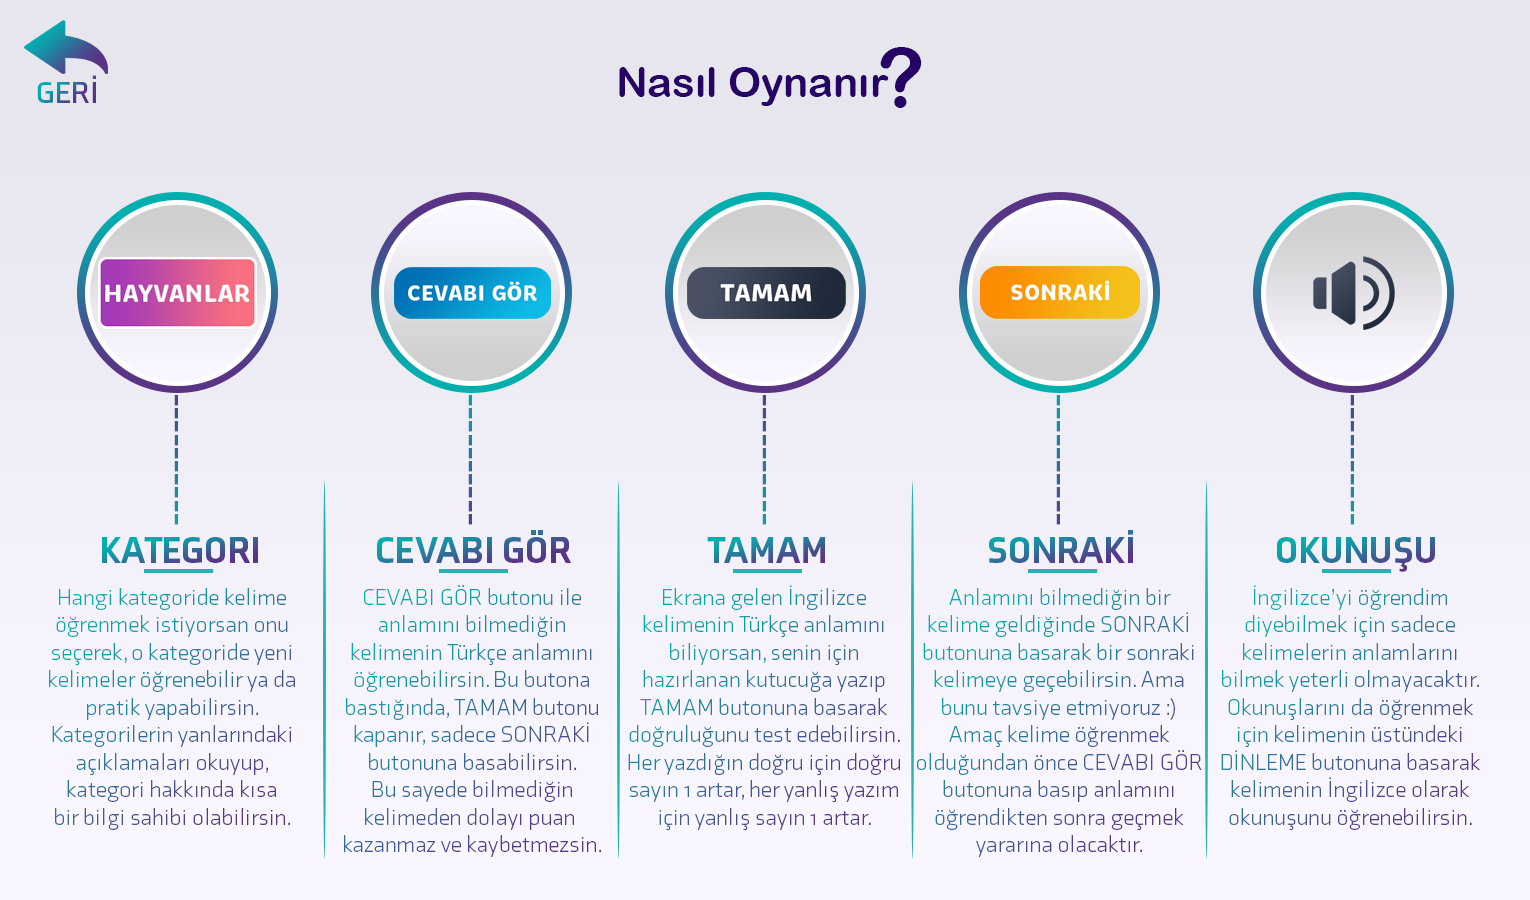 GERİ
Nasıl Oynanır?
HAYVANLAR
CEVABI GÖR
TAMAM
SONRAKİ
KATEGORI
Hangi kategoride kelime
öğrenmek istiyorsan onu
seçerek, o kategoride yeni
kelimeler öğrenebilir ya da
pratik yapabilirsin.
Kategorilerin yanlarındaki
açıklamaları okuyup,
kategori hakkında kısa
bir bilgi sahibi olabilirsin.
CEVABI GÖR
CEVABI GÖR butonu ile
anlamını bilmediğin
kelimenin Türkçe anlamını
öğrenebilirsin. Bu butona
bastığında, TAMAM butonu
kapanır, sadece SONRAKİ
butonuna basabilirsin.
Bu sayede bilmediğin
kelimeden dolayı puan
kazanmaz ve kaybetmezsin.
TAMAM
Ekrana gelen İngilizce
kelimenin Türkçe anlamını
biliyorsan, senin için
hazırlanan kutucuğa yazıp
TAMAM butonuna basarak
doğruluğunu test edebilirsin.
Her yazdığın doğru için doğru
sayın 1 artar, her yanlış yazım
için yanlış sayın 1 artar.
SONRAKİ
Anlamını bilmediğin bir
kelime geldiğinde SONRAKİ
butonuna basarak bir sonraki
kelimeye geçebilirsin. Ama
bunu tavsiye etmiyoruz :)
Amaç kelime öğrenmek
olduğundan önce CEVABI GÖR
butonuna basıp anlamını
öğrendikten sonra geçmek
yararına olacaktır.
OKUNUŞU
İngilizce'yi öğrendim
diyebilmek için sadece
kelimelerin anlamlarını
bilmek yeterli olmayacaktır.
Okunuşlarını da öğrenmek
için kelimenin üstündeki
DİNLEME butonuna basarak
kelimenin İngilizce olarak
okunuşunu öğrenebilirsin.